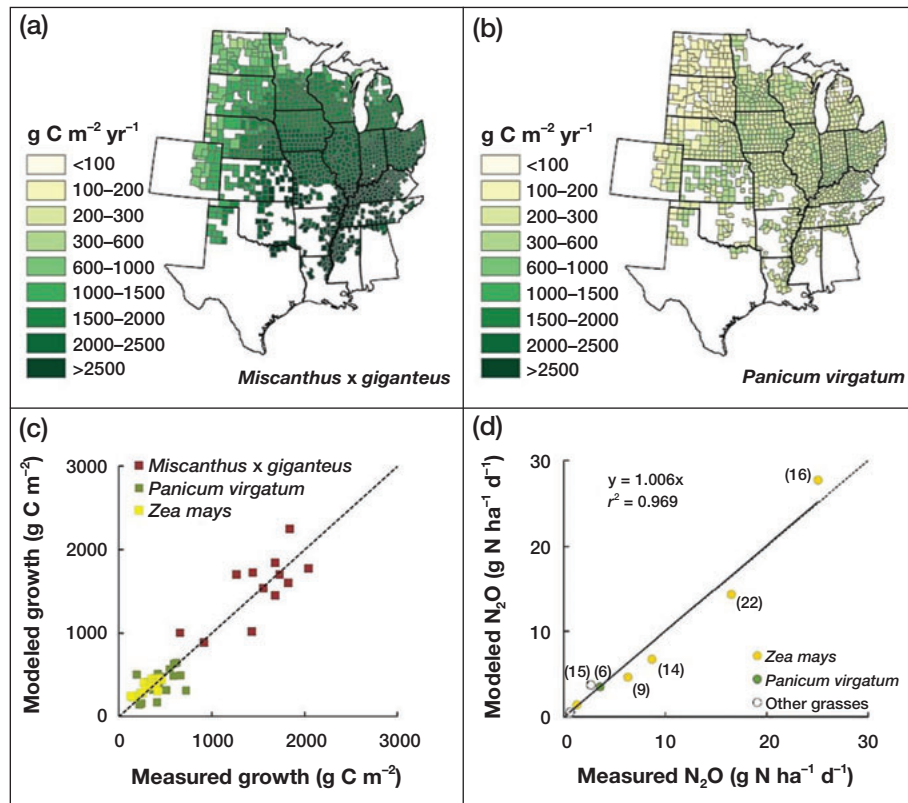 (a)
g C m⁻² yr⁻¹
<100
100–200
200–300
300–600
600–1000
1000–1500
1500–2000
2000–2500
>2500
Miscanthus x giganteus
(b)
g C m⁻² yr⁻¹
<100
100–200
200–300
300–600
600–1000
1000–1500
1500–2000
2000–2500
>2500
Panicum virgatum
(c)
Modeled growth (g C m⁻²)
3000
2000
1000
0
Miscanthus x giganteus
Panicum virgatum
Zea mays
0 1000 2000 3000
Measured growth (g C m⁻²)
(d)
Modeled N₂O (g N ha⁻¹ d⁻¹)
30
20
10
0
y = 1.006x
r² = 0.969
(16)
(22)
(14)
(15) (6)
(9)
Zea mays
Panicum virgatum
Other grasses
0 10 20 30
Measured N₂O (g N ha⁻¹ d⁻¹)